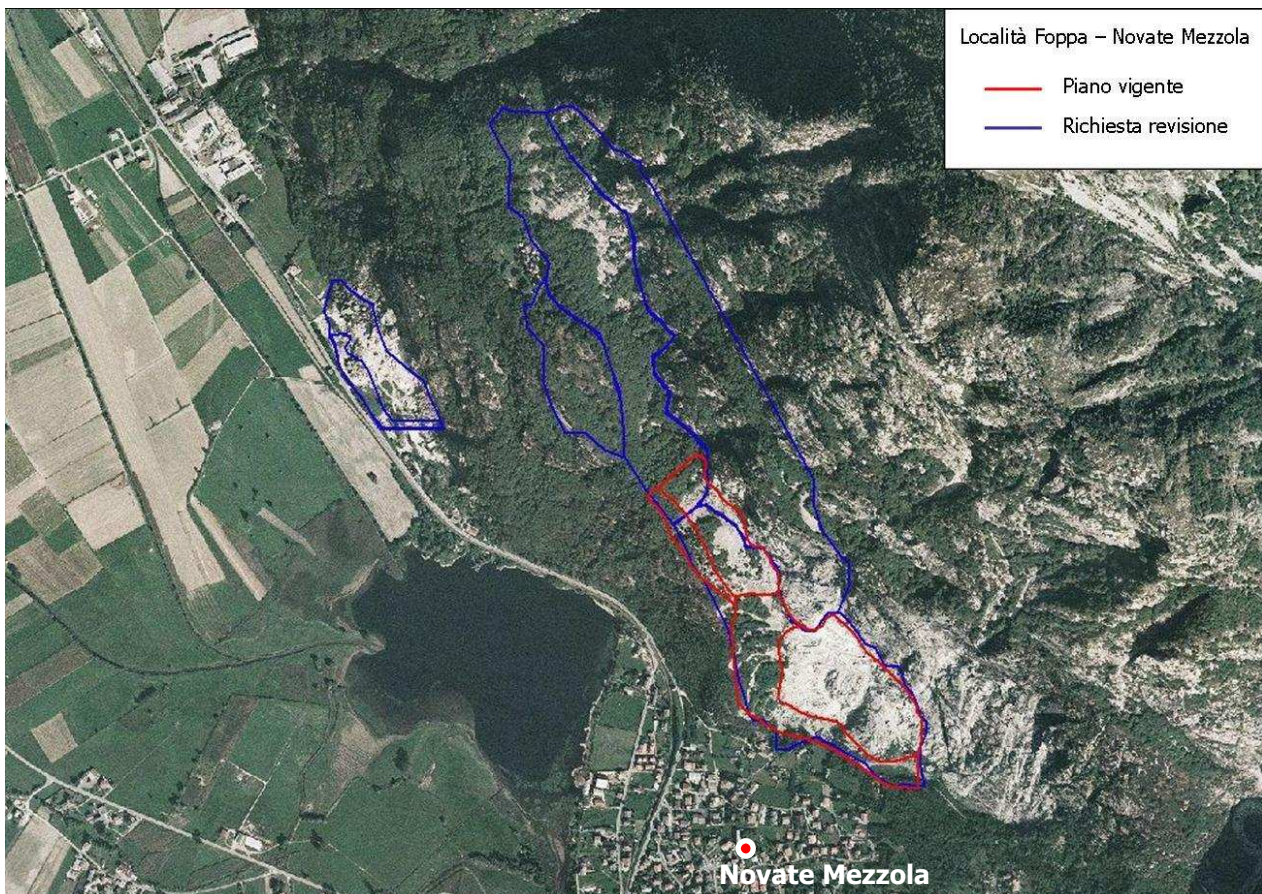 Località Foppa – Novate Mezzola
Piano vigente
Richiesta revisione
Novate Mezzola